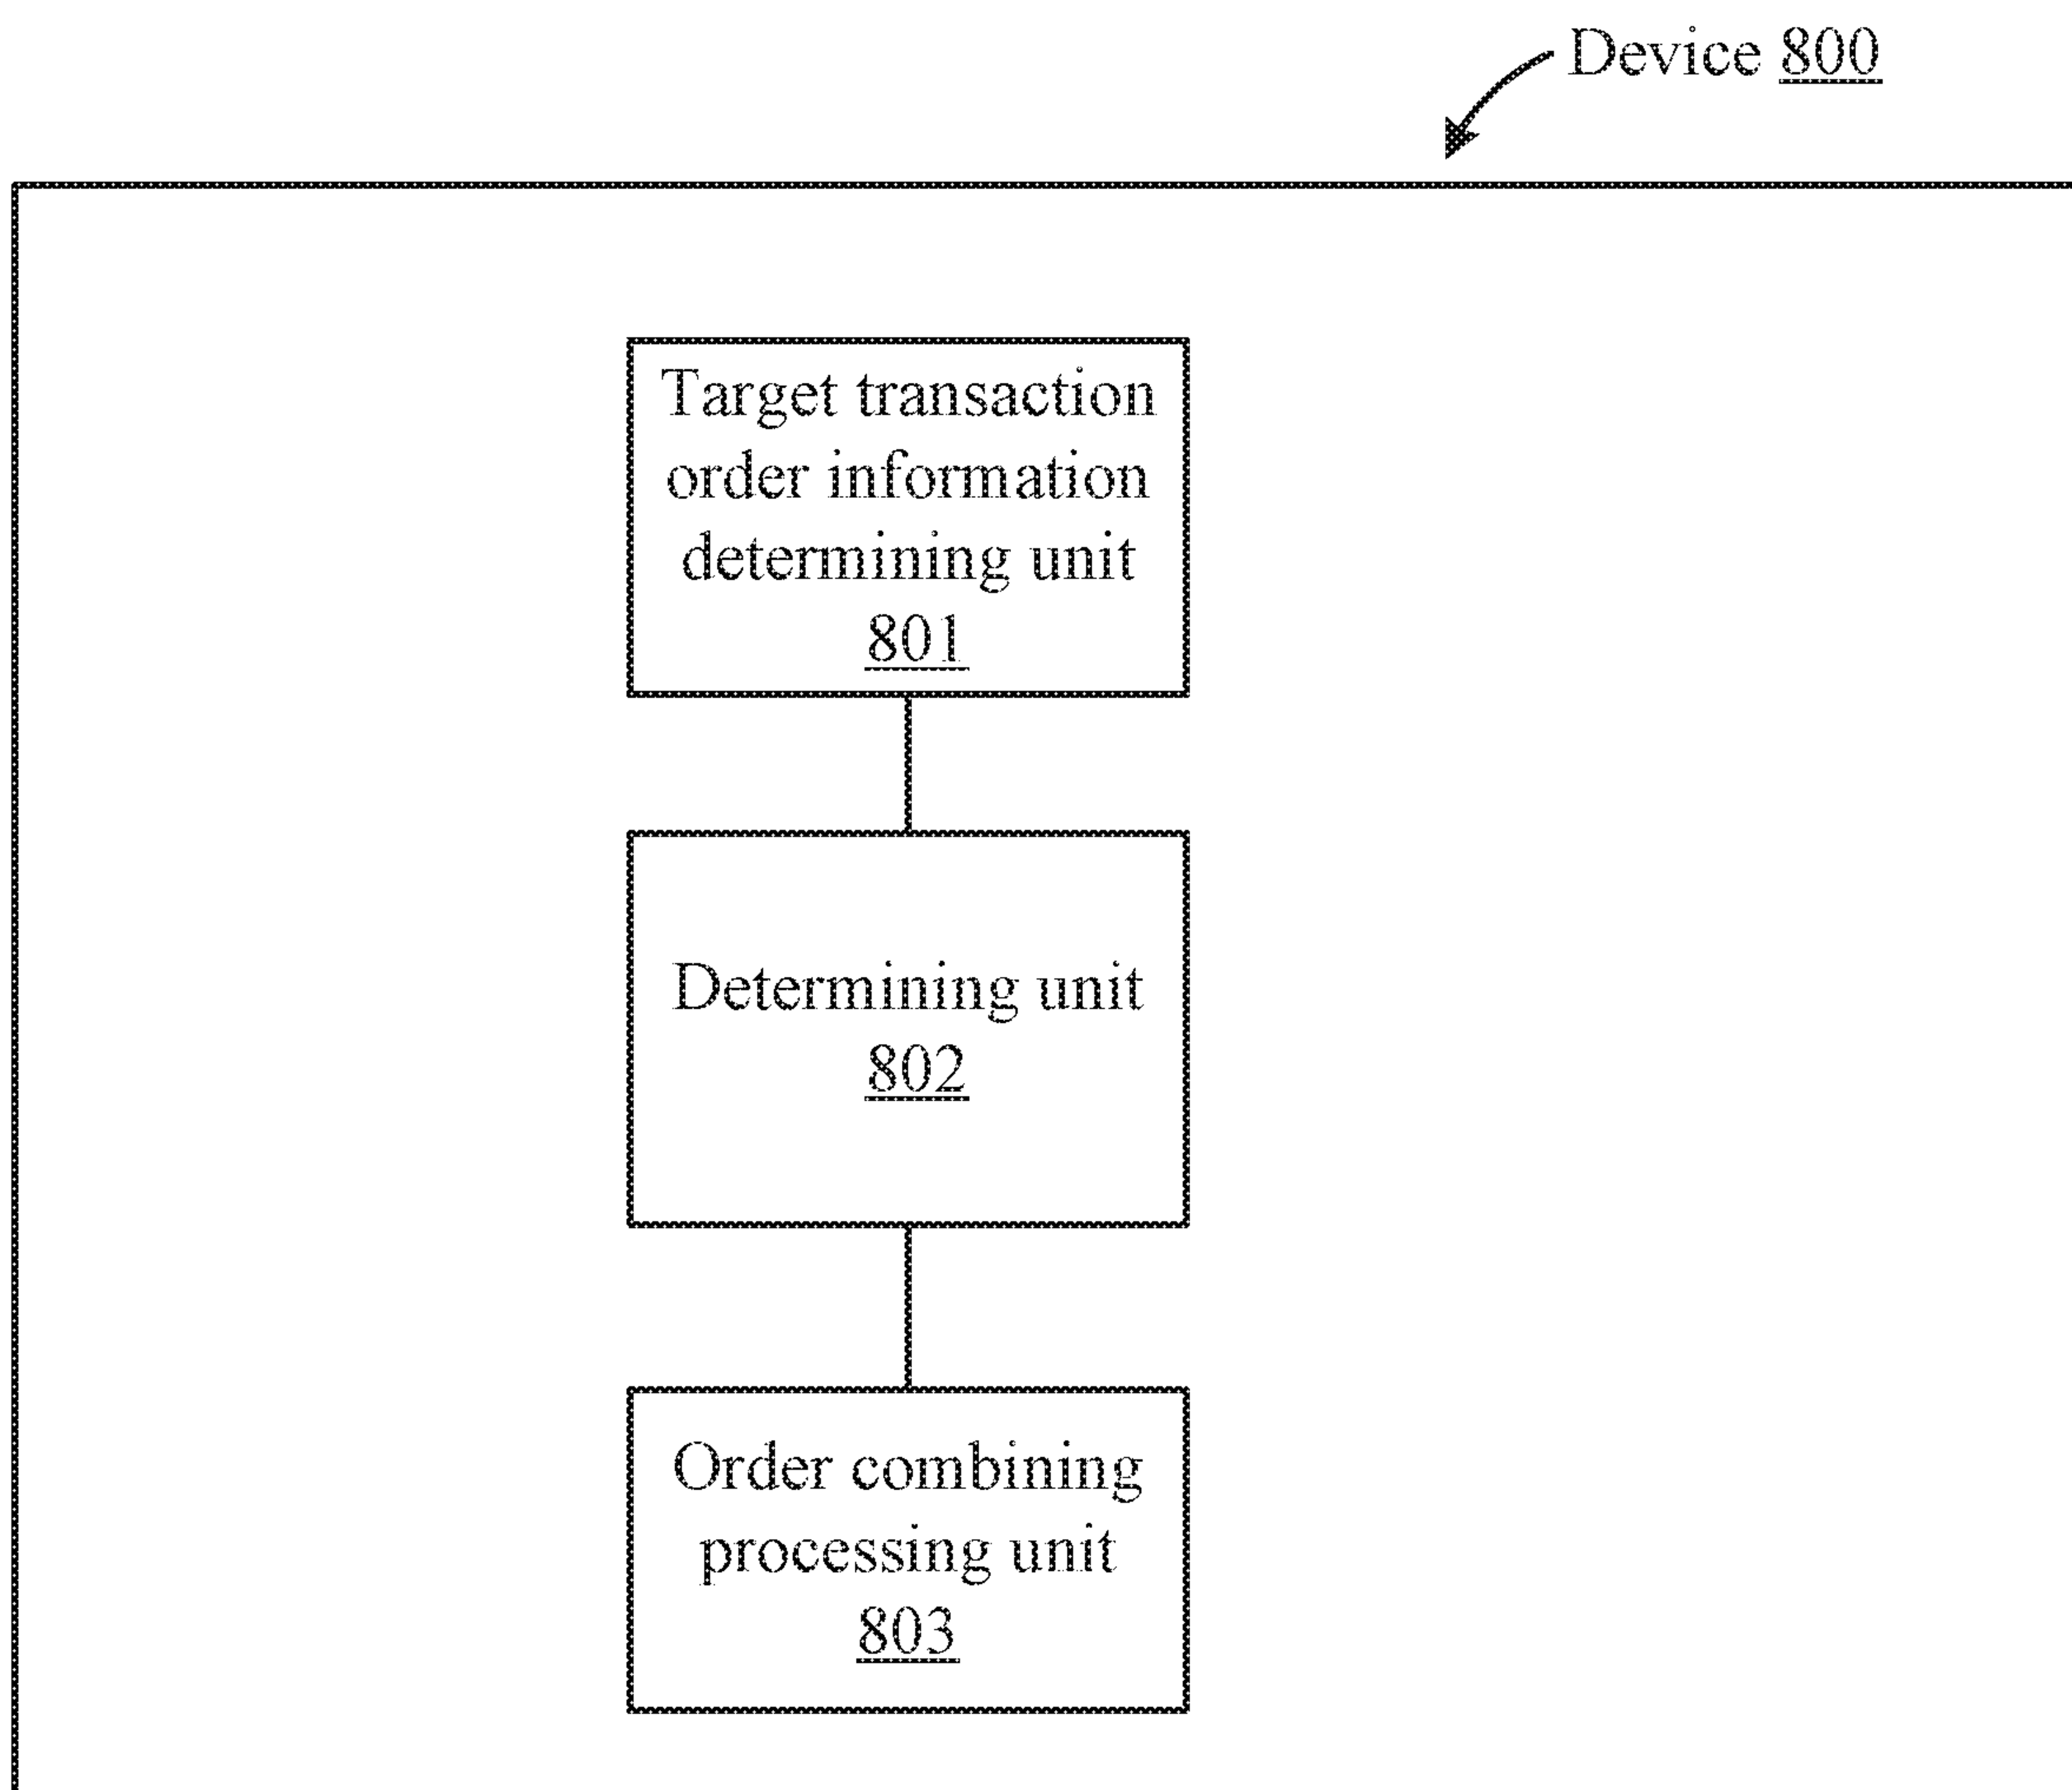 Device 800
Target transaction
order information
determining unit
801
Determining unit
802
Order combining
processing unit
803